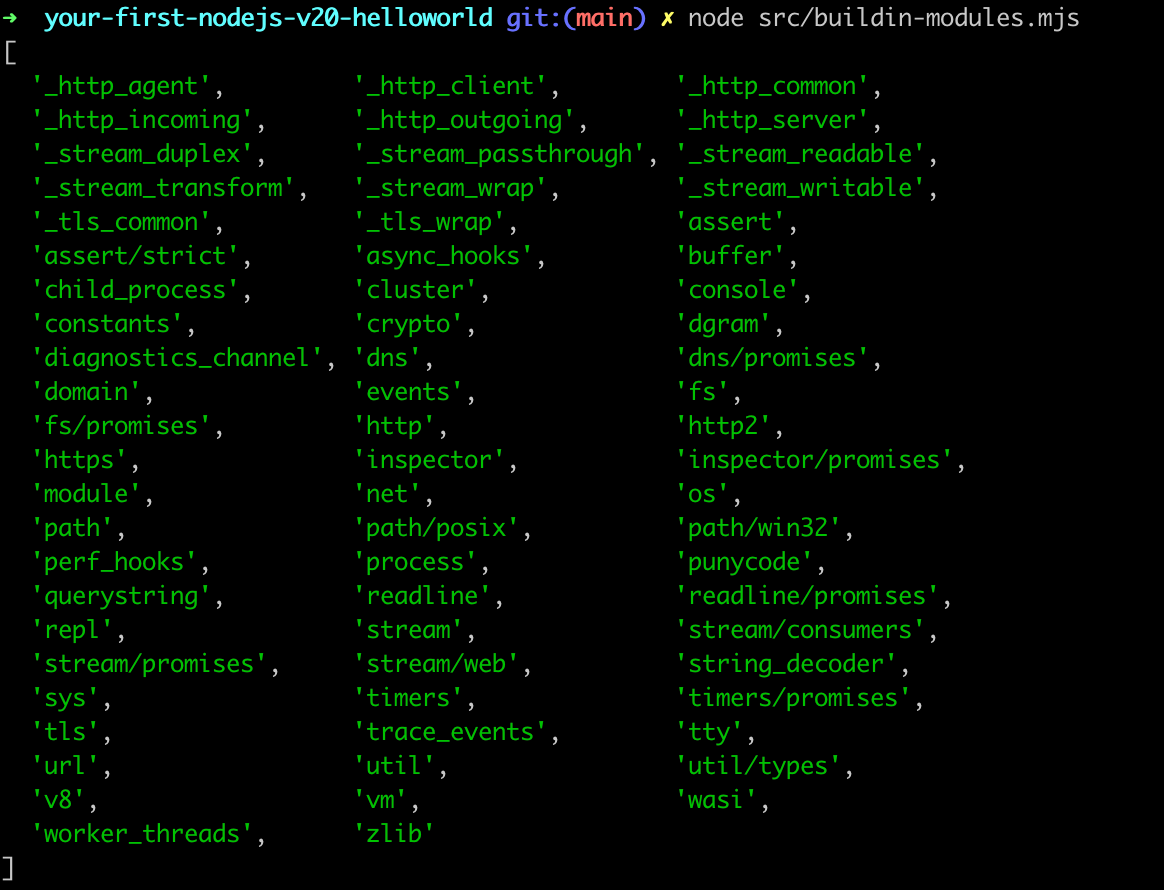 ➜  your-first-nodejs-v20-helloworld git:(main) ✗ node src/buildin-modules.mjs
[
  '_http_agent',         '_http_client',        '_http_common',
  '_http_incoming',      '_http_outgoing',      '_http_server',
  '_stream_duplex',      '_stream_passthrough', '_stream_readable',
  '_stream_transform',   '_stream_wrap',        '_stream_writable',
  '_tls_common',         '_tls_wrap',           'assert',
  'assert/strict',       'async_hooks',         'buffer',
  'child_process',       'cluster',             'console',
  'constants',           'crypto',              'dgram',
  'diagnostics_channel', 'dns',                 'dns/promises',
  'domain',              'events',              'fs',
  'fs/promises',         'http',                'http2',
  'https',               'inspector',           'inspector/promises',
  'module',              'net',                 'os',
  'path',                'path/posix',          'path/win32',
  'perf_hooks',          'process',             'punycode',
  'querystring',         'readline',            'readline/promises',
  'repl',                'stream',              'stream/consumers',
  'stream/promises',     'stream/web',          'string_decoder',
  'sys',                 'timers',              'timers/promises',
  'tls',                 'trace_events',        'tty',
  'url',                 'util',                'util/types',
  'v8',                  'vm',                  'wasi',
  'worker_threads',      'zlib'
]